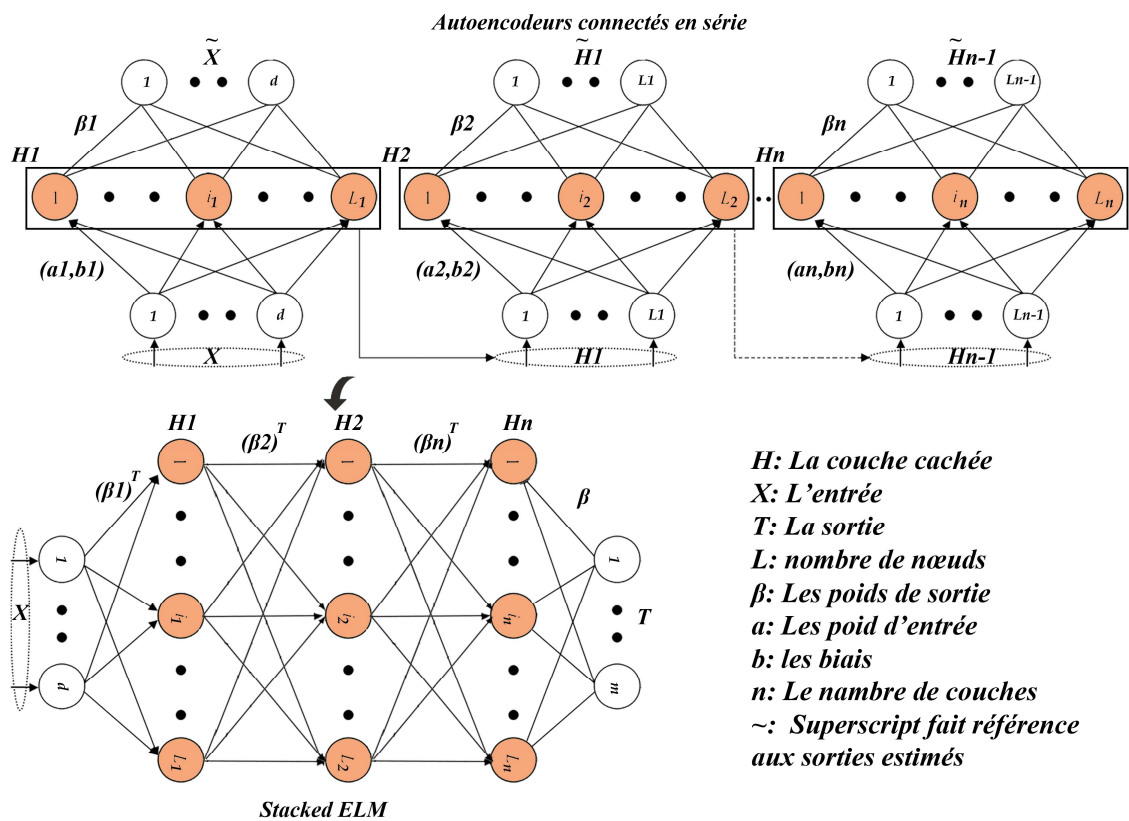 Autoencodeurs connectés en série
~ ~ ~
X H1 Hn-1
1 d 1 L1 1 Ln-1
β1 β2 βn
H1 H2 Hn
1 i1 L1 1 i2 L2 1 in Ln
(a1,b1) (a2,b2) (an,bn)
1 d 1 L1 1 Ln-1
X H1 Hn-1
H1 H2 Hn
(β1)T (β2)T (βn)T β
X
1
d
1
i1
L1
1
i2
L2
1
in
Ln
1
m
T
Stacked ELM
H: La couche cachée
X: L'entrée
T: La sortie
L: nombre de nœuds
β: Les poids de sortie
a: Les poid d'entrée
b: les biais
n: Le nambre de couches
~: Superscript fait référence
aux sorties estimés